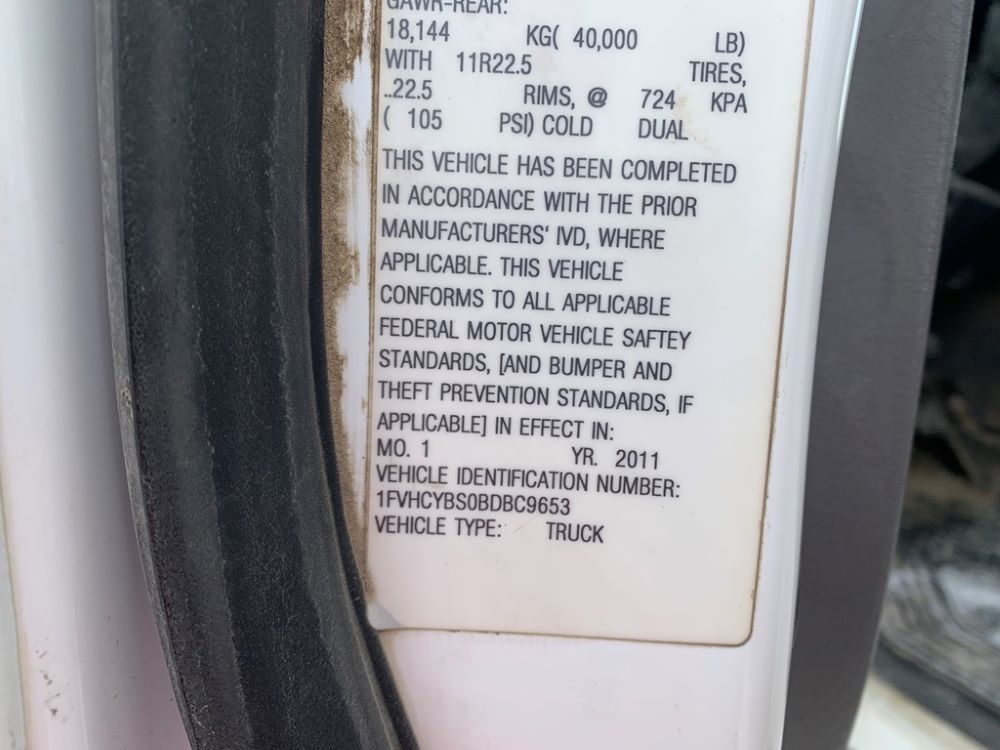 GAWR-REAR:
18,144 KG( 40,000 LB)
WITH 11R22.5 TIRES,
..22.5 RIMS, @ 724 KPA
( 105 PSI) COLD DUAL
THIS VEHICLE HAS BEEN COMPLETED
IN ACCORDANCE WITH THE PRIOR
MANUFACTURERS' IVD, WHERE
APPLICABLE. THIS VEHICLE
CONFORMS TO ALL APPLICABLE
FEDERAL MOTOR VEHICLE SAFTEY
STANDARDS, [AND BUMPER AND
THEFT PREVENTION STANDARDS, IF
APPLICABLE] IN EFFECT IN:
MO. 1 YR. 2011
VEHICLE IDENTIFICATION NUMBER:
1FVHCYBS0BDBC9653
VEHICLE TYPE: TRUCK